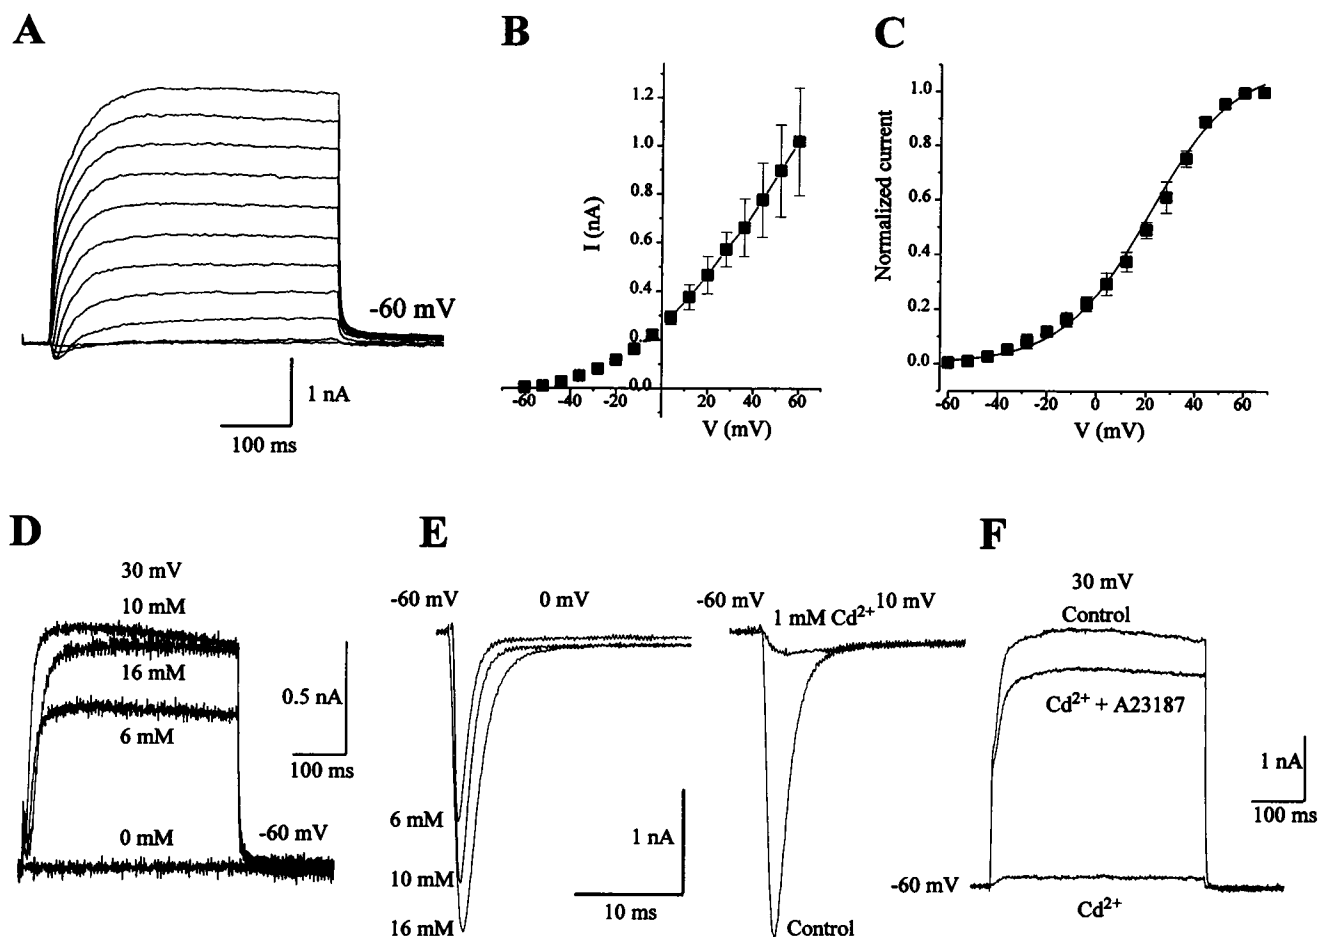 A
-60 mV
1 nA
100 ms
B
I (nA)
1.2
1.0
0.8
0.6
0.4
0.2
0.0
-60 -40 -20 20 40 60
V (mV)
C
Normalized current
1.0
0.8
0.6
0.4
0.2
0.0
-60 -40 -20 0 20 40 60
V (mV)
D
30 mV
10 mM
16 mM
6 mM
0 mM
-60 mV
0.5 nA
100 ms
E
-60 mV 0 mV
6 mM
10 mM
16 mM
1 nA
10 ms
-60 mV 10 mV
1 mM Cd²⁺
Control
F
30 mV
Control
Cd²⁺ + A23187
-60 mV
Cd²⁺
1 nA
100 ms